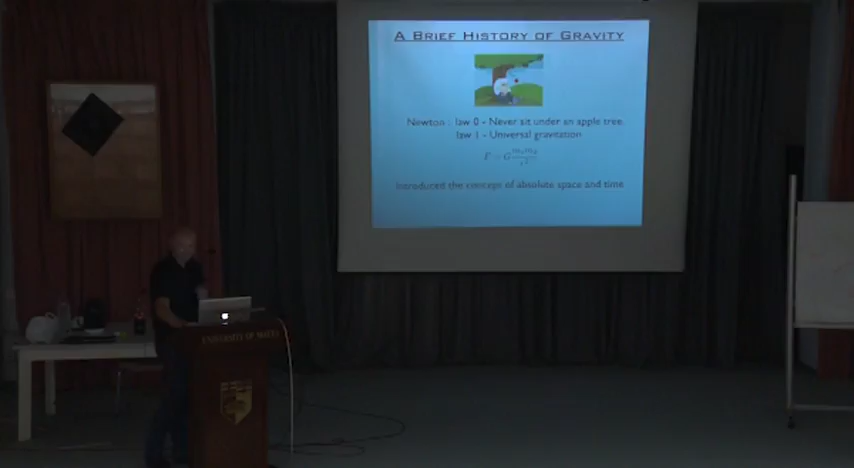 A BRIEF HISTORY OF GRAVITY
Newton : law 0 - Never sit under an apple tree.
law 1 - Universal gravitation
Introduced the concept of absolute space and time
UNIVERSITY OF MALTA